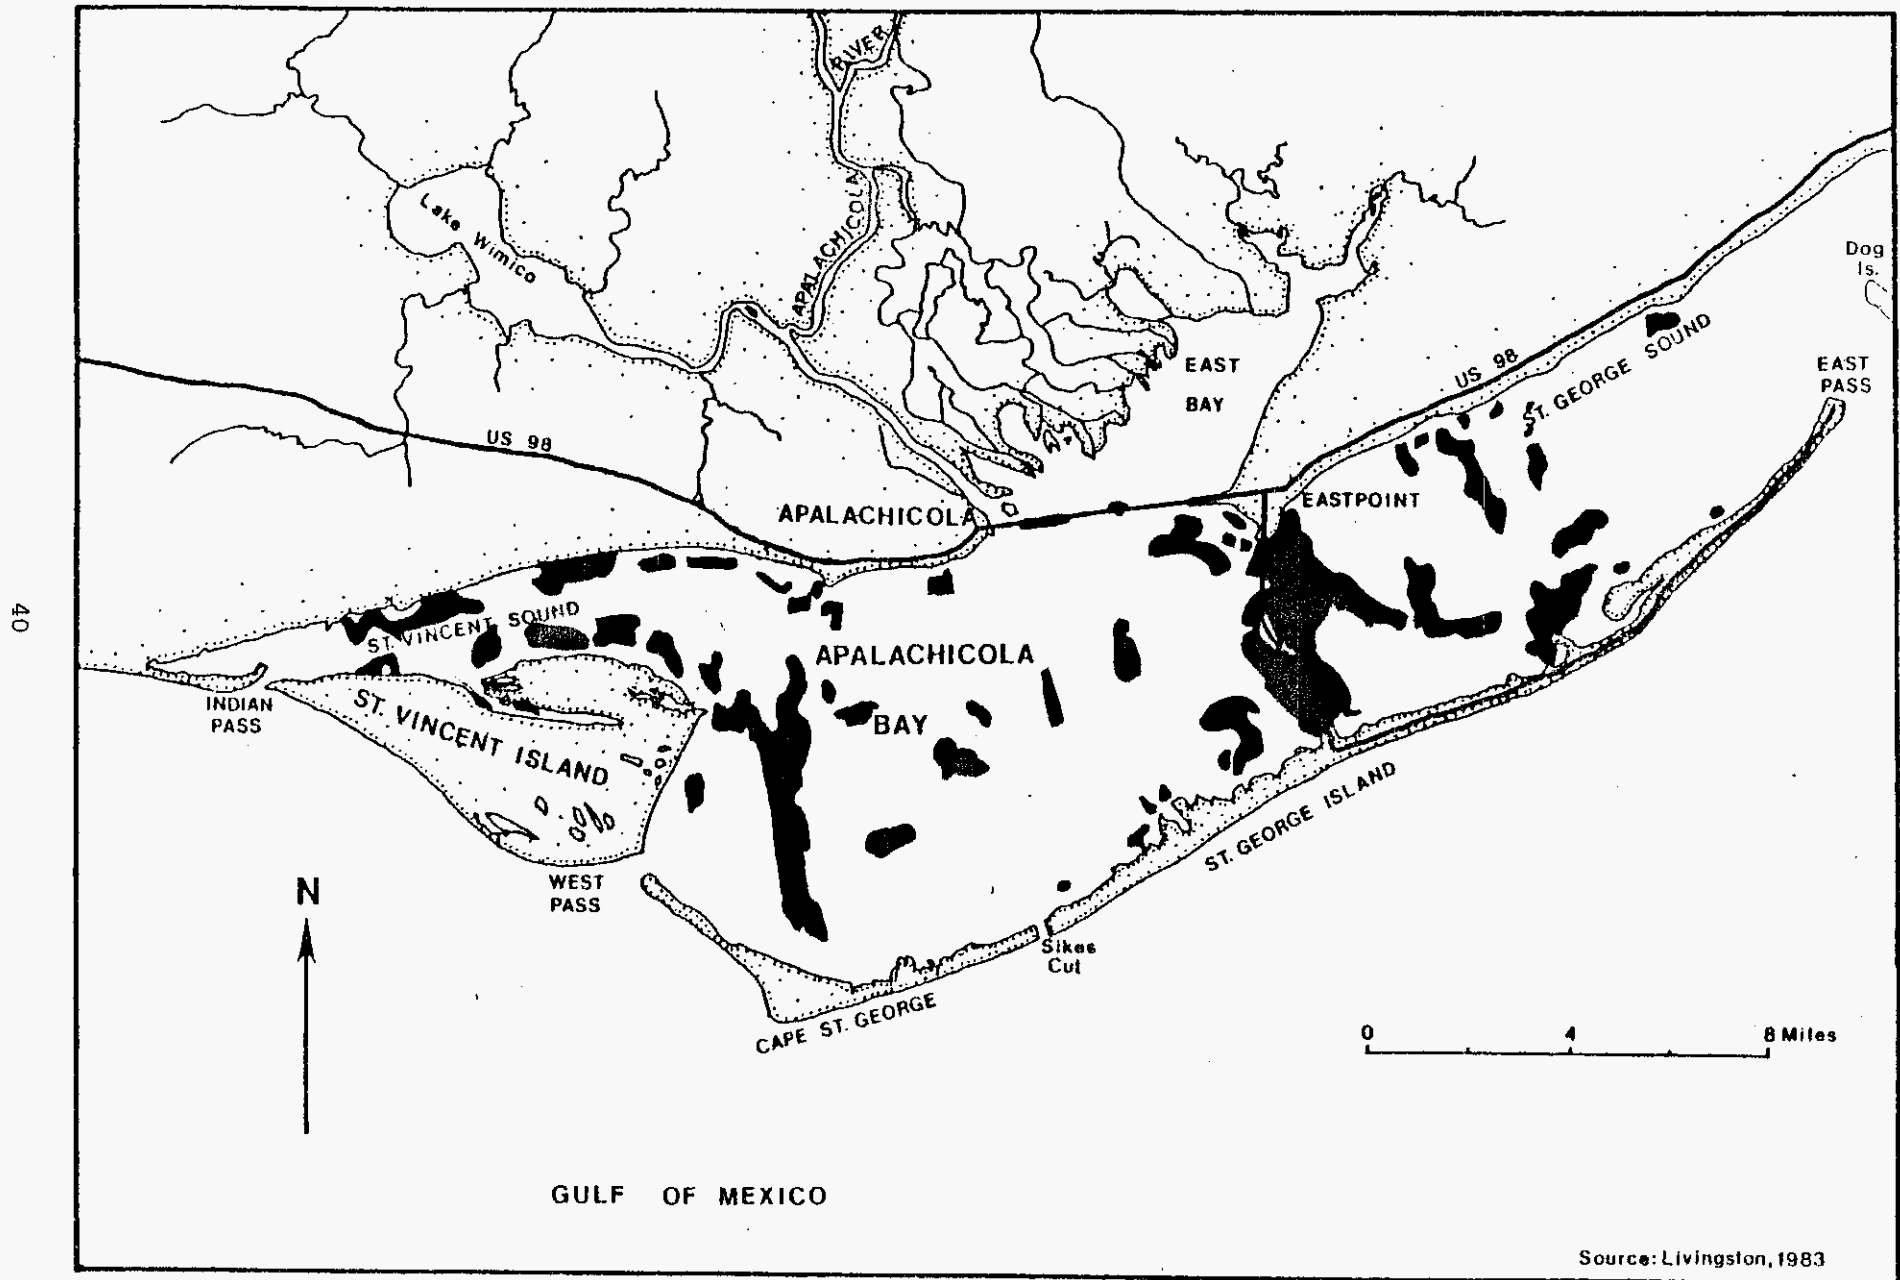 RIVER
APALACHICOLA
Lake Wimico
Dog
Is.
EAST
BAY
EAST
PASS
US 98
ST. GEORGE SOUND
US 98
APALACHICOLA
EASTPOINT
40
ST. VINCENT SOUND
APALACHICOLA
BAY
INDIAN
PASS
ST. VINCENT ISLAND
ST. GEORGE ISLAND
WEST
PASS
N
Sikes
Cut
CAPE ST. GEORGE
0 4 8 Miles
GULF OF MEXICO
Source: Livingston, 1983